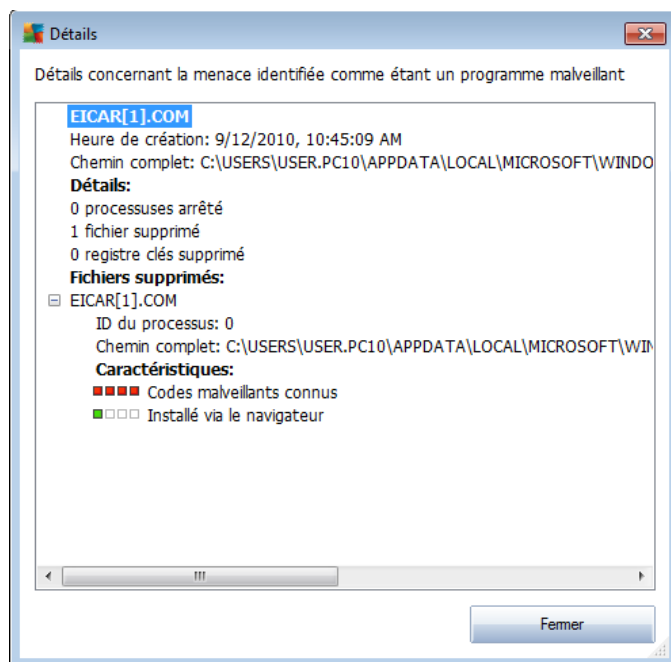 Détails
Détails concernant la menace identifiée comme étant un programme malveillant
EICAR[1].COM
Heure de création: 9/12/2010, 10:45:09 AM
Chemin complet: C:\USERS\USER.PC10\APPDATA\LOCAL\MICROSOFT\WINDO
Détails:
0 processuses arrêté
1 fichier supprimé
0 registre clés supprimé
Fichiers supprimés:
EICAR[1].COM
ID du processus: 0
Chemin complet: C:\USERS\USER.PC10\APPDATA\LOCAL\MICROSOFT\WIN
Caractéristiques:
Codes malveillants connus
Installé via le navigateur
Fermer